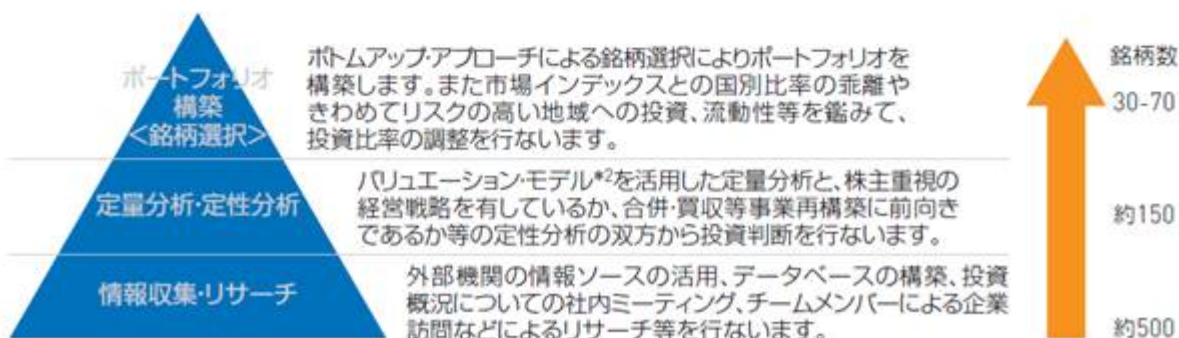 ポートフォリオ
構築
<銘柄選択>
ボトムアップ・アプローチによる銘柄選択によりポートフォリオを
構築します。また市場インデックスとの国別比率の乖離や
きわめてリスクの高い地域への投資、流動性等を鑑みて、
投資比率の調整を行ないます。
銘柄数
30-70
定量分析・定性分析
バリュエーション・モデル*2を活用した定量分析と、株主重視の
経営戦略を有しているか、合併・買収等事業再構築に前向き
であるか等の定性分析の双方から投資判断を行ないます。
約150
情報収集・リサーチ
外部機関の情報ソースの活用、データベースの構築、投資
概況についての社内ミーティング、チームメンバーによる企業
訪問などによるリサーチ等を行ないます。
約500